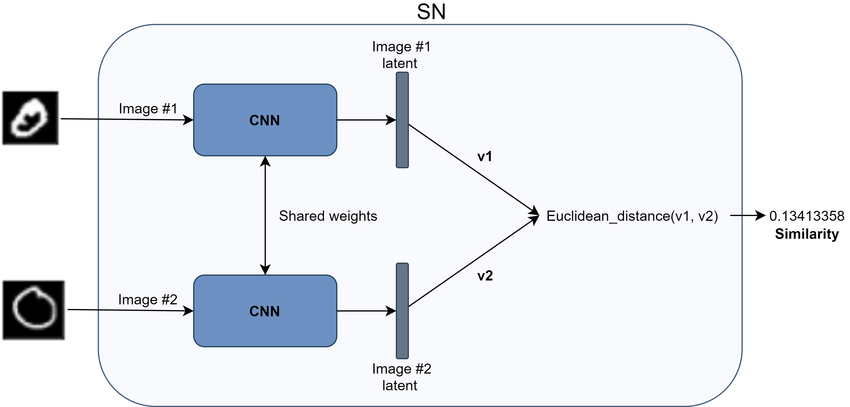 SN
Image #1
latent
Image #1
CNN
v1
Shared weights
Euclidean_distance(v1, v2)
0.13413358
Similarity
v2
Image #2
CNN
Image #2
latent